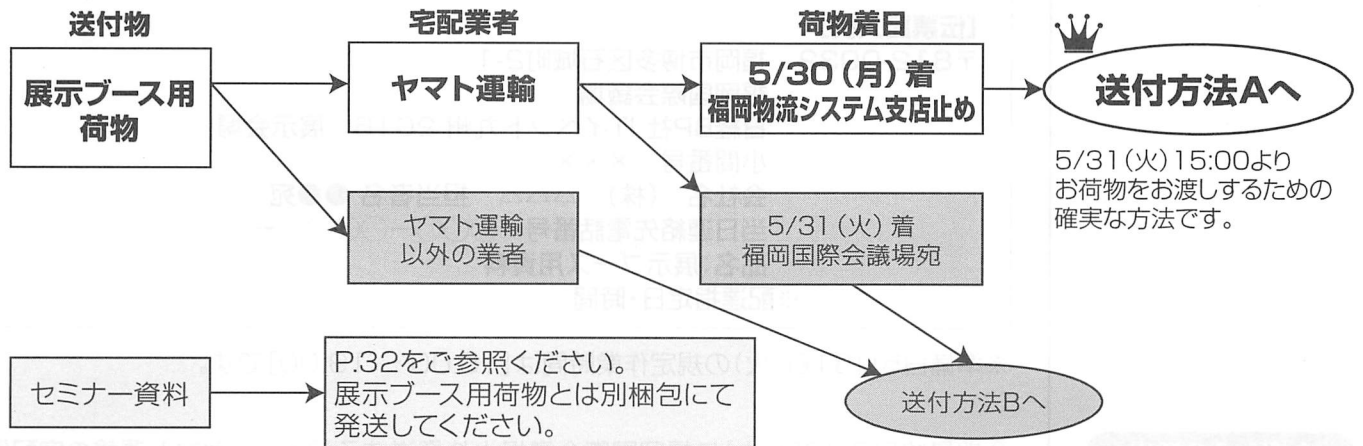 送付物
宅配業者
荷物着日
展示ブース用
荷物
ヤマト運輸
5/30（月）着
福岡物流システム支店止め
送付方法Aへ
5/31（火）15:00より
お荷物をお渡しするための
確実な方法です。
ヤマト運輸
以外の業者
5/31（火）着
福岡国際会議場宛
セミナー資料
P.32をご参照ください。
展示ブース用荷物とは別梱包にて
発送してください。
送付方法Bへ